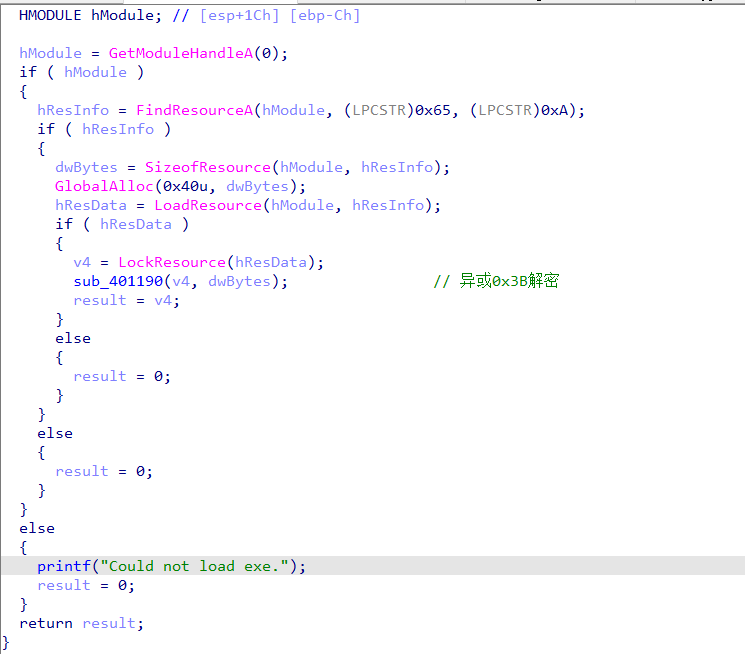 HMODULE hModule; // [esp+1Ch] [ebp-Ch]
hModule = GetModuleHandleA(0);
if ( hModule )
{
hResInfo = FindResourceA(hModule, (LPCSTR)0x65, (LPCSTR)0xA);
if ( hResInfo )
{
dwBytes = SizeofResource(hModule, hResInfo);
GlobalAlloc(0x40u, dwBytes);
hResData = LoadResource(hModule, hResInfo);
if ( hResData )
{
v4 = LockResource(hResData);
sub_401190(v4, dwBytes); // 异或0x3B解密
result = v4;
}
else
{
result = 0;
}
}
else
{
result = 0;
}
}
else
{
printf("Could not load exe.");
result = 0;
}
return result;
}